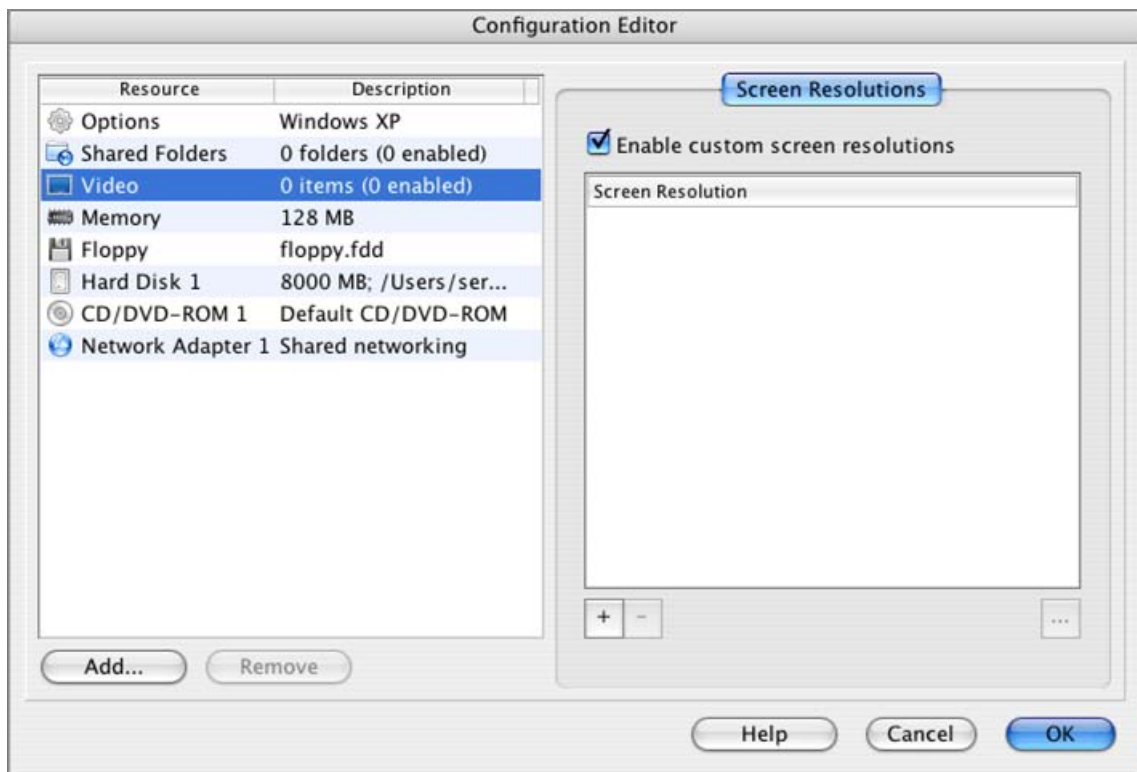 Configuration Editor
Resource Description
Options Windows XP
Shared Folders 0 folders (0 enabled)
Video 0 items (0 enabled)
Memory 128 MB
Floppy floppy.fdd
Hard Disk 1 8000 MB; /Users/ser...
CD/DVD-ROM 1 Default CD/DVD-ROM
Network Adapter 1 Shared networking
Add... Remove
Screen Resolutions
Enable custom screen resolutions
Screen Resolution
+ - ...
Help Cancel OK